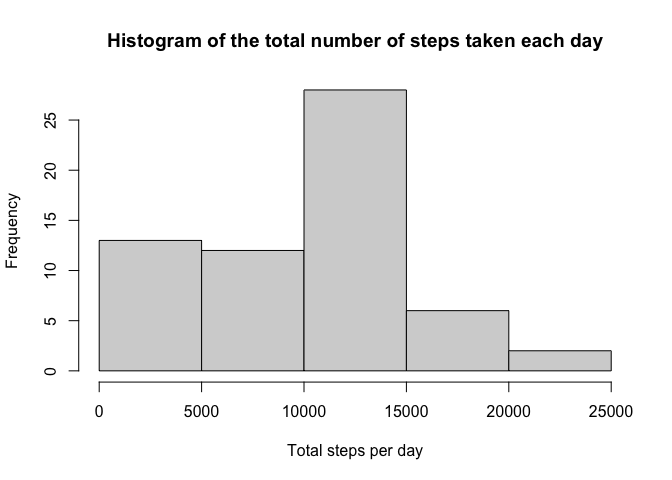 Histogram of the total number of steps taken each day
Frequency
25
20
15
10
5
0
0 5000 10000 15000 20000 25000
Total steps per day